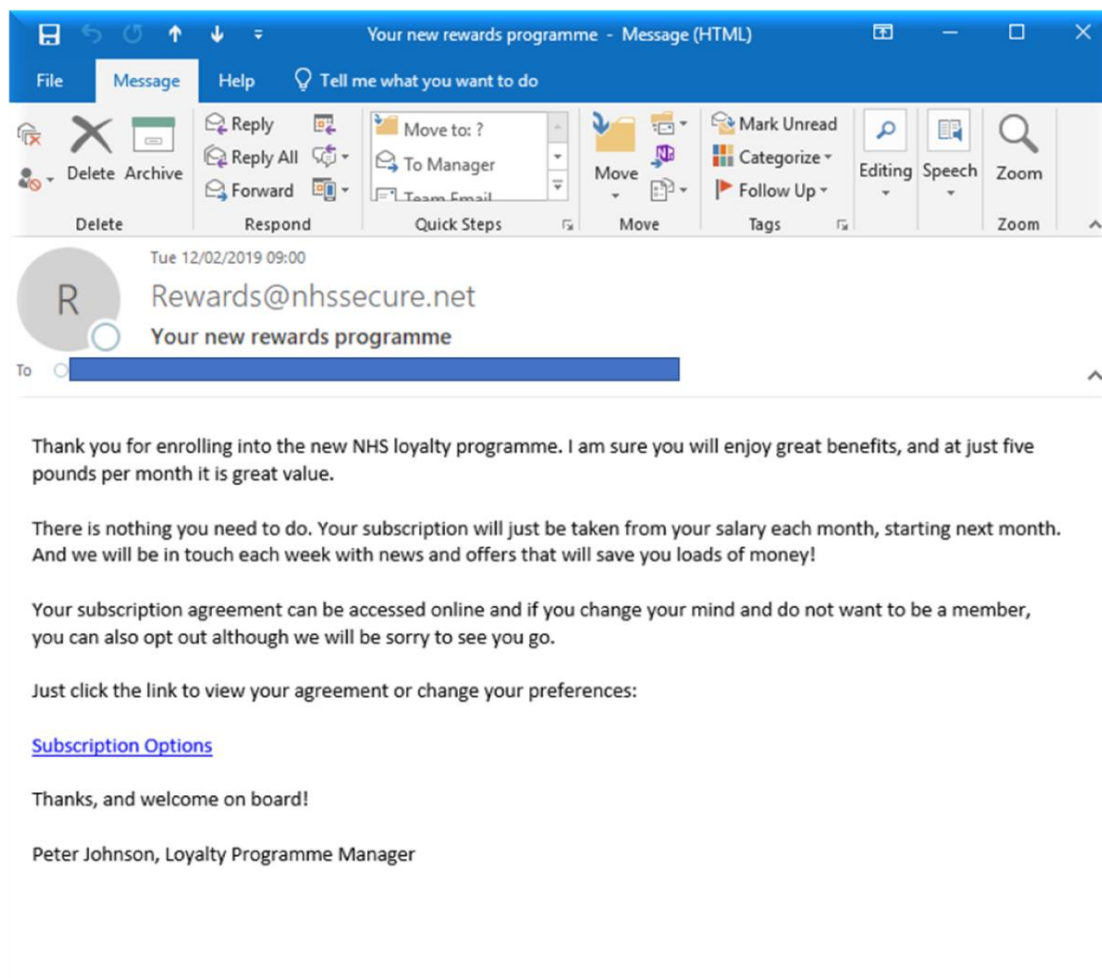 Your new rewards programme - Message (HTML)
File Message Help Tell me what you want to do
Delete Archive
Reply
Reply All
Forward
Move to: ?
To Manager
Team Email
Move
Mark Unread
Categorize
Follow Up
Editing Speech Zoom
Delete Respond Quick Steps Move Tags Zoom
Tue 12/02/2019 09:00
R
Rewards@nhssecure.net
Your new rewards programme
To
Thank you for enrolling into the new NHS loyalty programme. I am sure you will enjoy great benefits, and at just five
pounds per month it is great value.
There is nothing you need to do. Your subscription will just be taken from your salary each month, starting next month.
And we will be in touch each week with news and offers that will save you loads of money!
Your subscription agreement can be accessed online and if you change your mind and do not want to be a member,
you can also opt out although we will be sorry to see you go.
Just click the link to view your agreement or change your preferences:
Subscription Options
Thanks, and welcome on board!
Peter Johnson, Loyalty Programme Manager